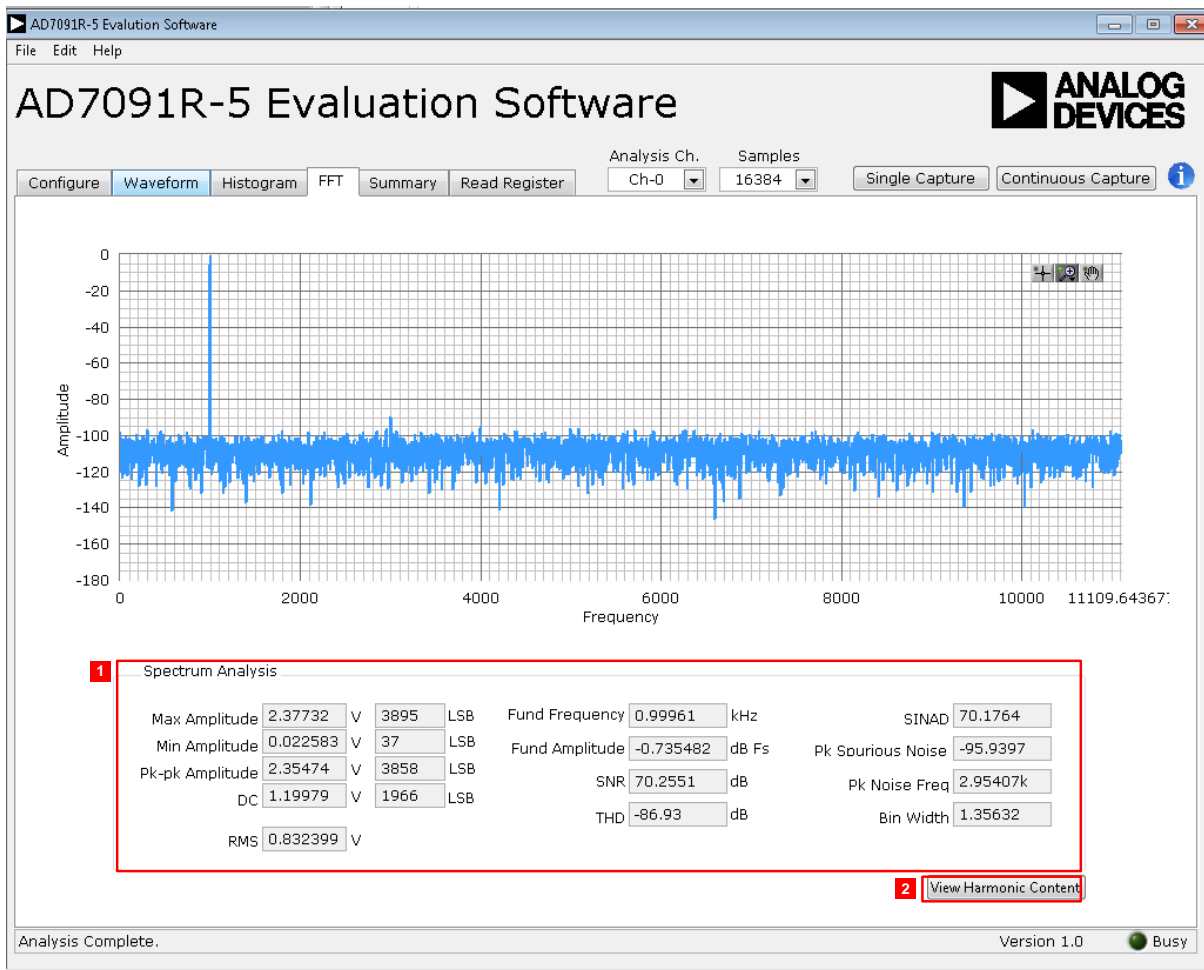 AD7091R-5 Evalution Software
File Edit Help
AD7091R-5 Evaluation Software
ANALOG
DEVICES
Analysis Ch. Samples
Configure Waveform Histogram FFT Summary Read Register Ch-0 16384 Single Capture Continuous Capture i
0
-20
-40
-60
-80
-100
-120
-140
-160
-180
Amplitude
0 2000 4000 6000 8000 10000 11109.64367
Frequency
1 Spectrum Analysis
Max Amplitude 2.37732 V 3895 LSB
Min Amplitude 0.022583 V 37 LSB
Pk-pk Amplitude 2.35474 V 3858 LSB
DC 1.19979 V 1966 LSB
RMS 0.832399 V
Fund Frequency 0.99961 kHz
Fund Amplitude -0.735482 dB Fs
SNR 70.2551 dB
THD -86.93 dB
SINAD 70.1764
Pk Spurious Noise -95.9397
Pk Noise Freq 2.95407k
Bin Width 1.35632
2 View Harmonic Content
Analysis Complete. Version 1.0 Busy